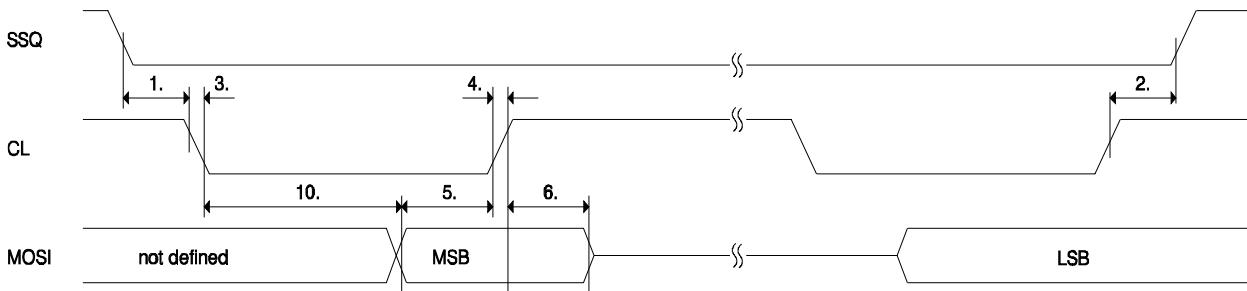 SSQ
1. 3. 4. 2.
CL
10. 5. 6.
MOSI not defined MSB LSB